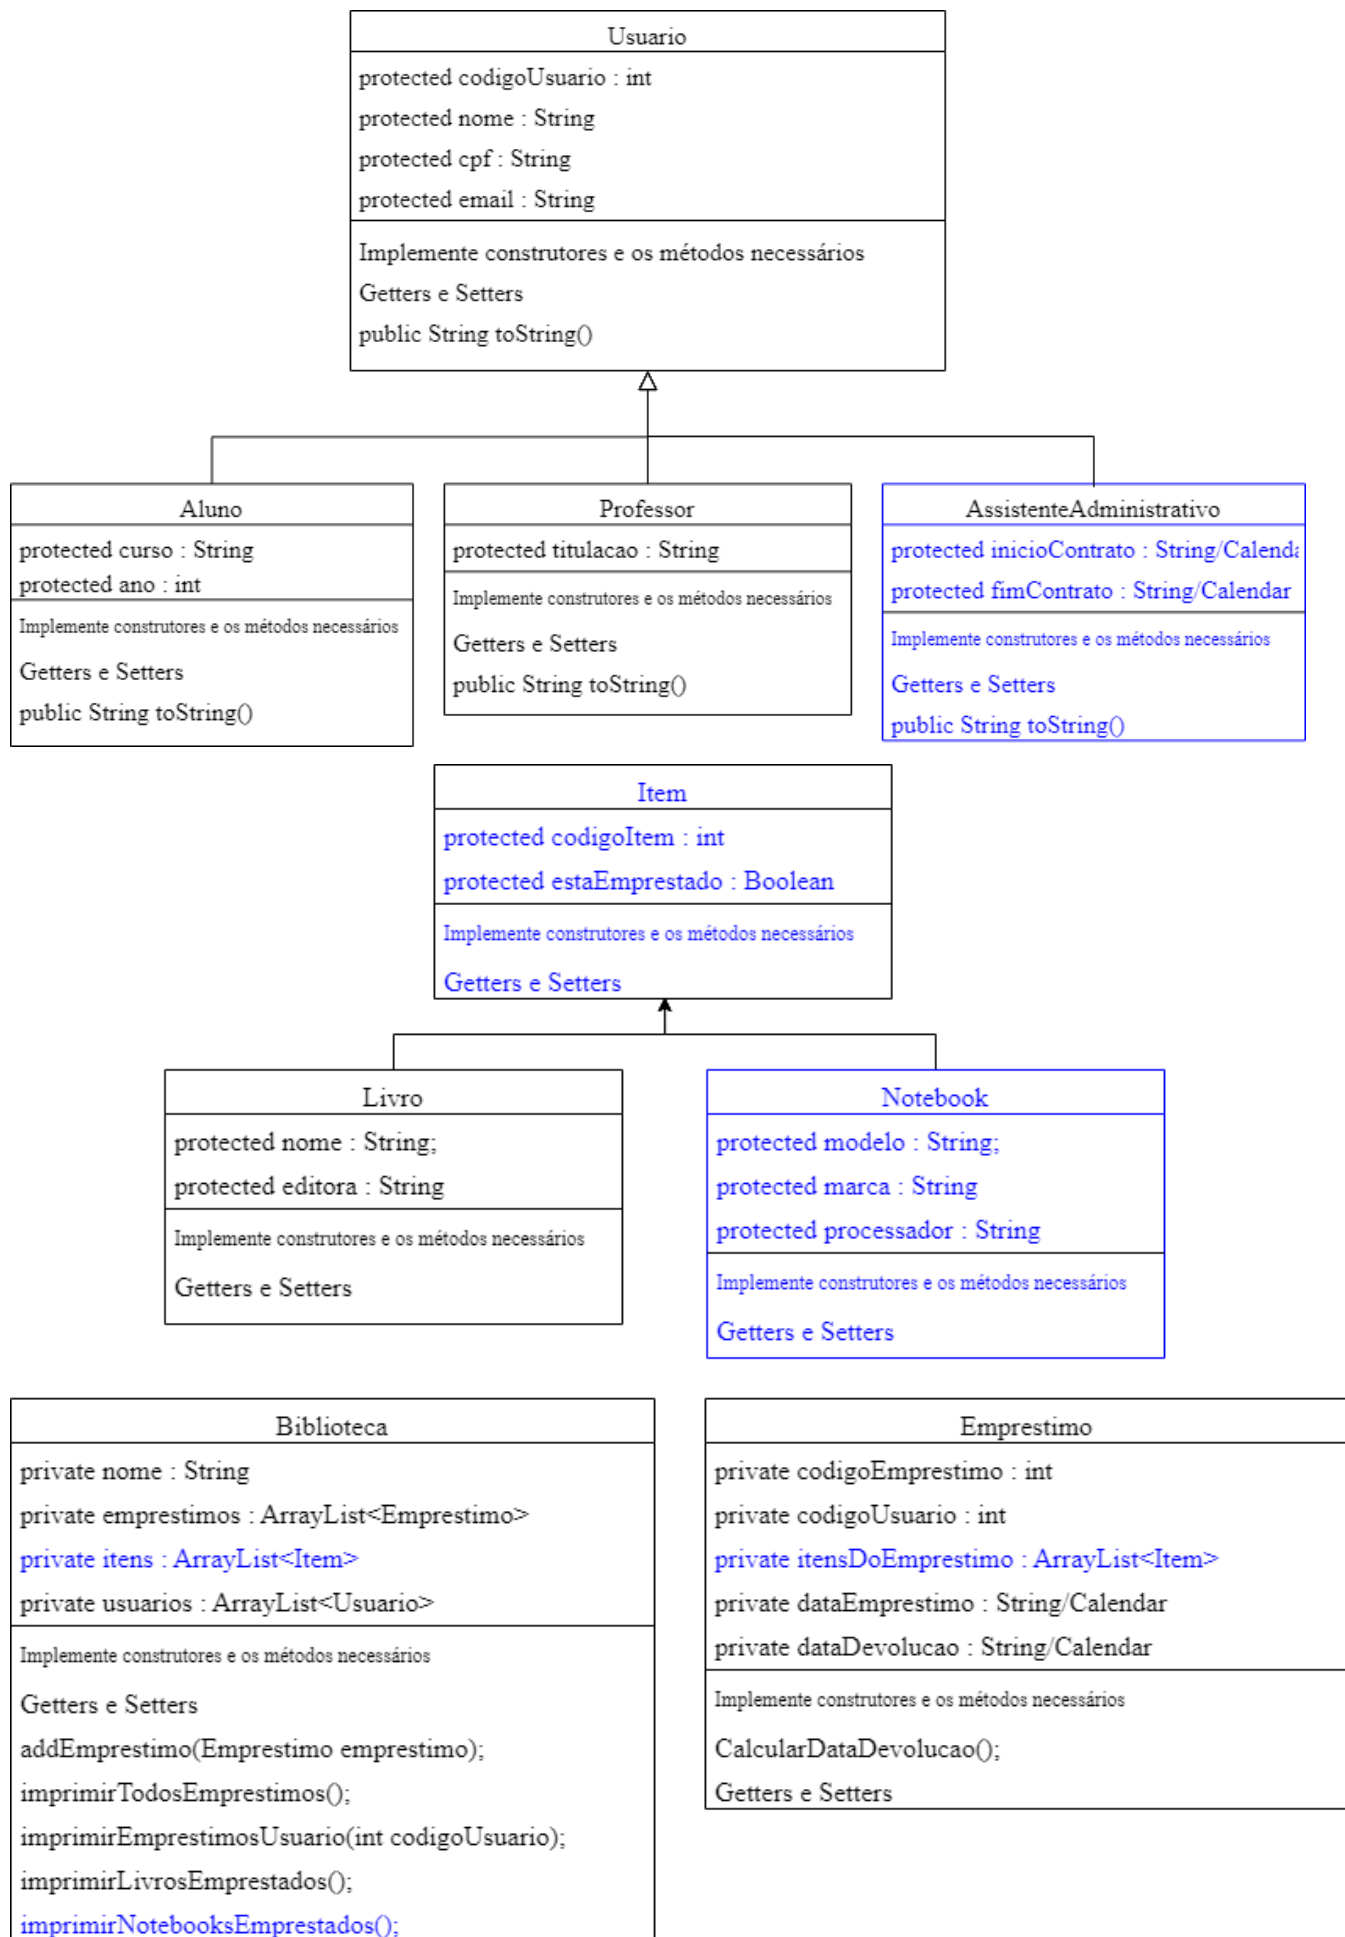 Usuario
protected codigoUsuario : int
protected nome : String
protected cpf : String
protected email : String
Implemente construtores e os métodos necessários
Getters e Setters
public String toString()
Aluno
protected curso : String
protected ano : int
Implemente construtores e os métodos necessários
Getters e Setters
public String toString()
Professor
protected titulacao : String
Implemente construtores e os métodos necessários
Getters e Setters
public String toString()
AssistenteAdministrativo
protected inicioContrato : String/Calenda
protected fimContrato : String/Calendar
Implemente construtores e os métodos necessários
Getters e Setters
public String toString()
Item
protected codigoItem : int
protected estaEmprestado : Boolean
Implemente construtores e os métodos necessários
Getters e Setters
Livro
protected nome : String;
protected editora : String
Implemente construtores e os métodos necessários
Getters e Setters
Notebook
protected modelo : String;
protected marca : String
protected processador : String
Implemente construtores e os métodos necessários
Getters e Setters
Biblioteca
private nome : String
private emprestimos : ArrayList<Emprestimo>
private itens : ArrayList<Item>
private usuarios : ArrayList<Usuario>
Implemente construtores e os métodos necessários
Getters e Setters
addEmprestimo(Emprestimo emprestimo);
imprimirTodosEmprestimos();
imprimirEmprestimosUsuario(int codigoUsuario);
imprimirLivrosEmprestados();
imprimirNotebooksEmprestados();
Emprestimo
private codigoEmprestimo : int
private codigoUsuario : int
private itensDoEmprestimo : ArrayList<Item>
private dataEmprestimo : String/Calendar
private dataDevolucao : String/Calendar
Implemente construtores e os métodos necessários
CalcularDataDevolucao();
Getters e Setters